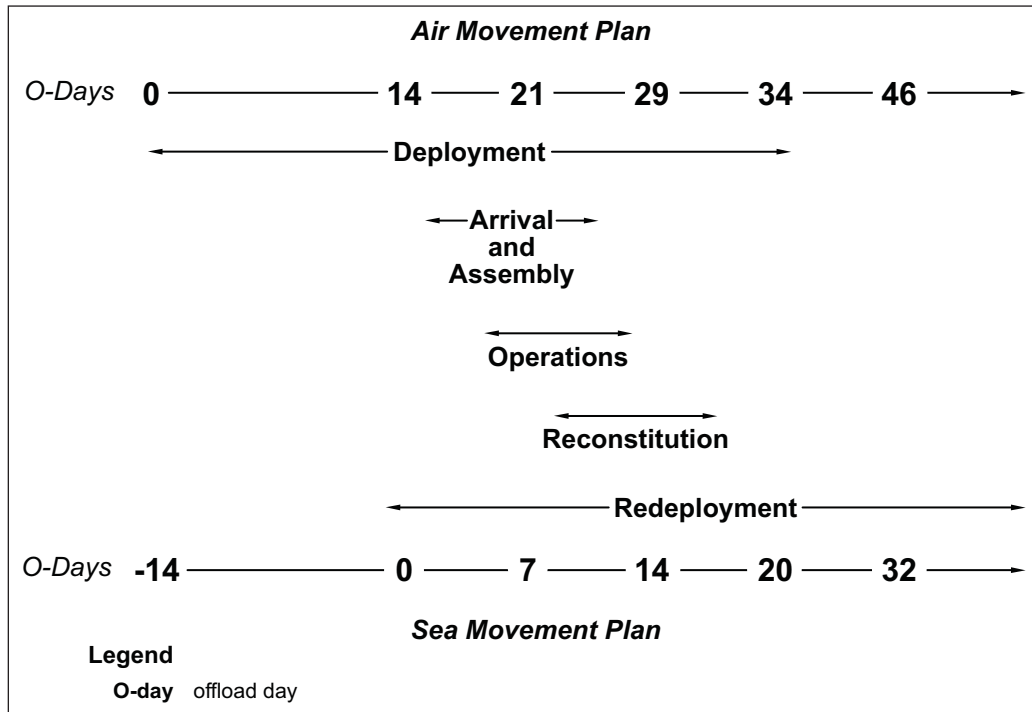 Air Movement Plan
O-Days 0 14 21 29 34 46
Deployment
Arrival
and
Assembly
Operations
Reconstitution
Redeployment
O-Days -14 0 7 14 20 32
Sea Movement Plan
Legend
O-day offload day